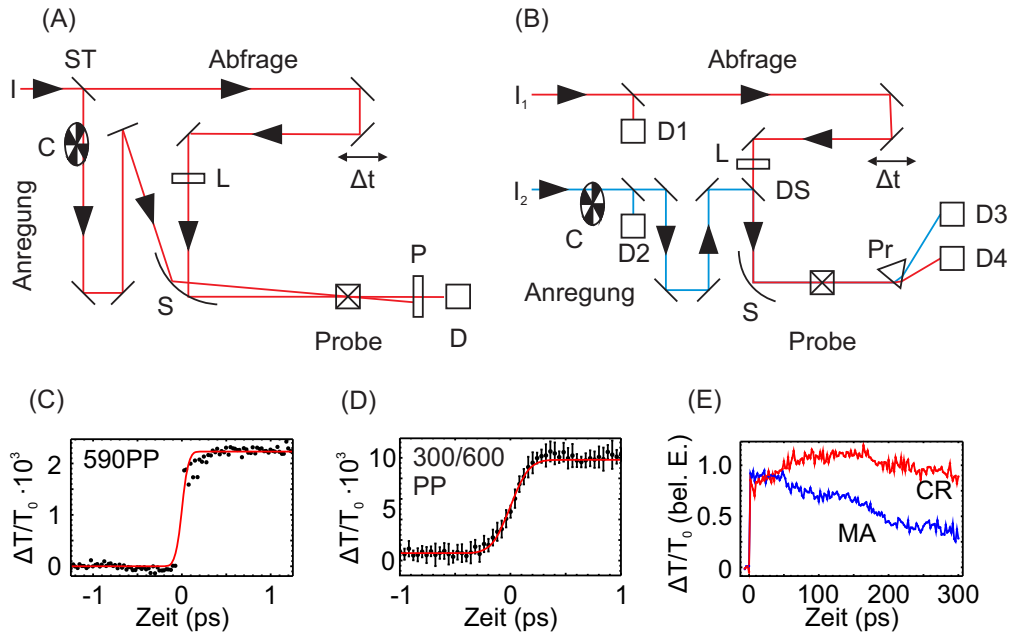 (A)
ST
Abfrage
I
C
L
Δt
Anregung
S
P
Probe
D
(B)
Abfrage
I₁
D1
L
Δt
I₂
DS
C
D2
D3
Pr
D4
Anregung
S
Probe
(C)
590PP
ΔT/T₀ ·10³
2
1
0
-1 0 1
Zeit (ps)
(D)
300/600
PP
ΔT/T₀ ·10³
10
5
0
-1 0 1
Zeit (ps)
(E)
ΔT/T₀ (bel. E.)
1.0
0.5
0
CR
MA
0 100 200 300
Zeit (ps)